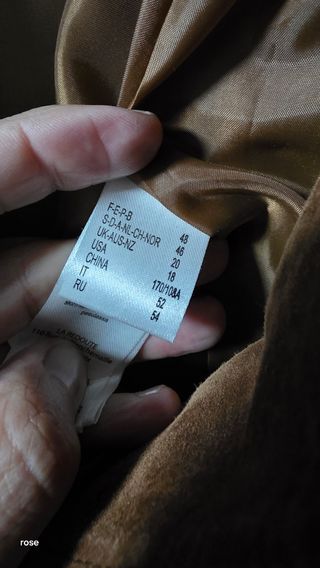 F-E-P-B 48
S-D-A-NL-CH-NOR 46
UK-AUS-NZ 20
USA 18
CHINA 170/108A
IT 52
RU 54
LA REDOUTE
rose